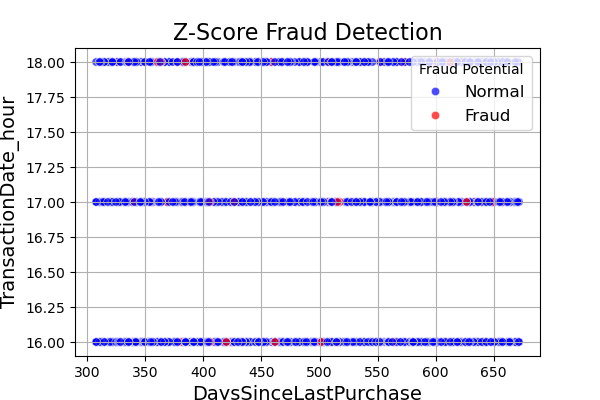 Z-Score Fraud Detection
TransactionDate_hour
18.00
17.75
17.50
17.25
17.00
16.75
16.50
16.25
16.00
Fraud Potential
Normal
Fraud
300 350 400 450 500 550 600 650
DaysSinceLastPurchase